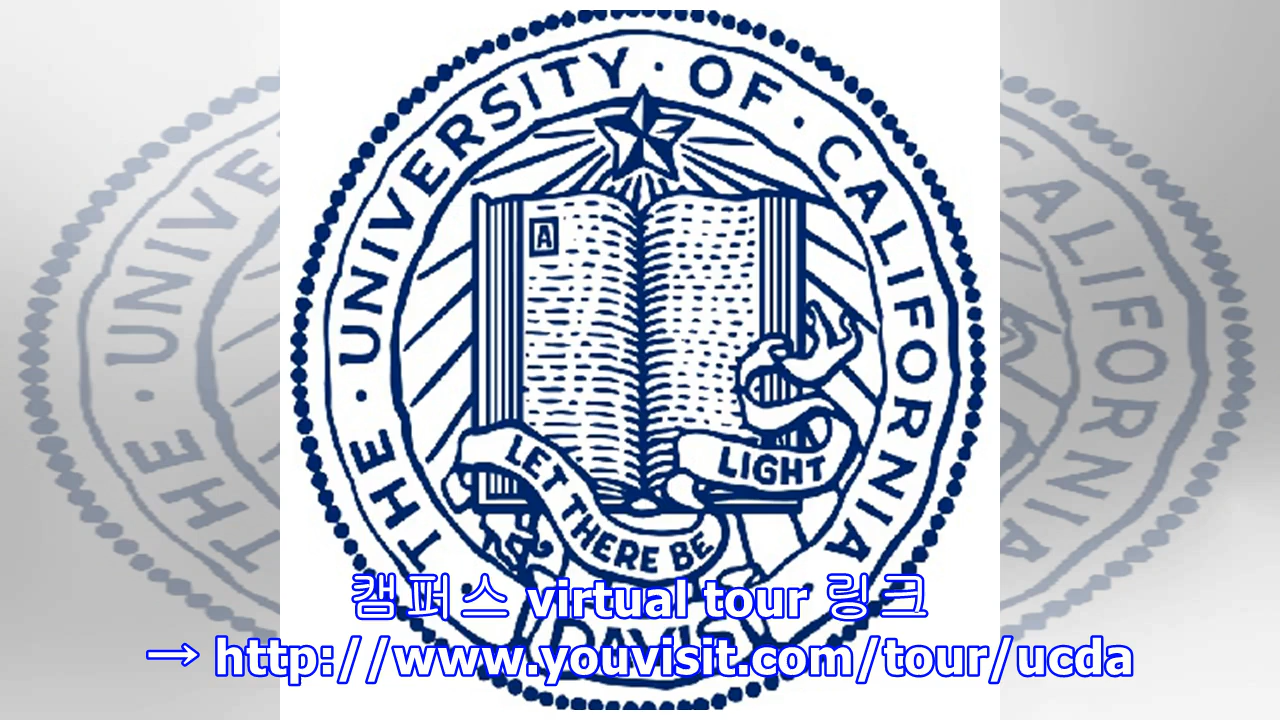 THE · UNIVERSITY · OF · CALIFORNIA
A
LET THERE BE LIGHT
DAVIS
캠퍼스 virtual tour 링크
→ http://www.youvisit.com/tour/ucda